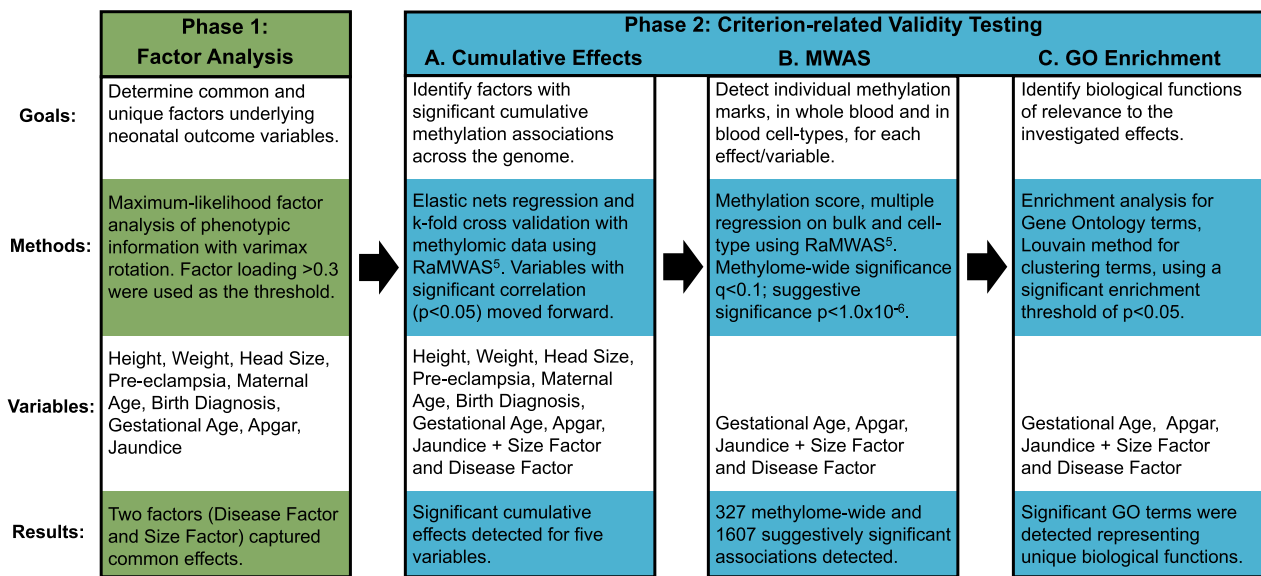 Phase 1:
Factor Analysis
Phase 2: Criterion-related Validity Testing
A. Cumulative Effects
B. MWAS
C. GO Enrichment
Goals:
Determine common and
unique factors underlying
neonatal outcome variables.
Identify factors with
significant cumulative
methylation associations
across the genome.
Detect individual methylation
marks, in whole blood and in
blood cell-types, for each
effect/variable.
Identify biological functions
of relevance to the
investigated effects.
Methods:
Maximum-likelihood factor
analysis of phenotypic
information with varimax
rotation. Factor loading >0.3
were used as the threshold.
Elastic nets regression and
k-fold cross validation with
methylomic data using
RaMWAS⁵. Variables with
significant correlation
(p<0.05) moved forward.
Methylation score, multiple
regression on bulk and cell-
type using RaMWAS⁵.
Methylome-wide significance
q<0.1; suggestive
significance p<1.0x10⁻⁶.
Enrichment analysis for
Gene Ontology terms,
Louvain method for
clustering terms, using a
significant enrichment
threshold of p<0.05.
Variables:
Height, Weight, Head Size,
Pre-eclampsia, Maternal
Age, Birth Diagnosis,
Gestational Age, Apgar,
Jaundice
Height, Weight, Head Size,
Pre-eclampsia, Maternal
Age, Birth Diagnosis,
Gestational Age, Apgar,
Jaundice + Size Factor
and Disease Factor
Gestational Age, Apgar,
Jaundice + Size Factor
and Disease Factor
Gestational Age, Apgar,
Jaundice + Size Factor
and Disease Factor
Results:
Two factors (Disease Factor
and Size Factor) captured
common effects.
Significant cumulative
effects detected for five
variables.
327 methylome-wide and
1607 suggestively significant
associations detected.
Significant GO terms were
detected representing
unique biological functions.